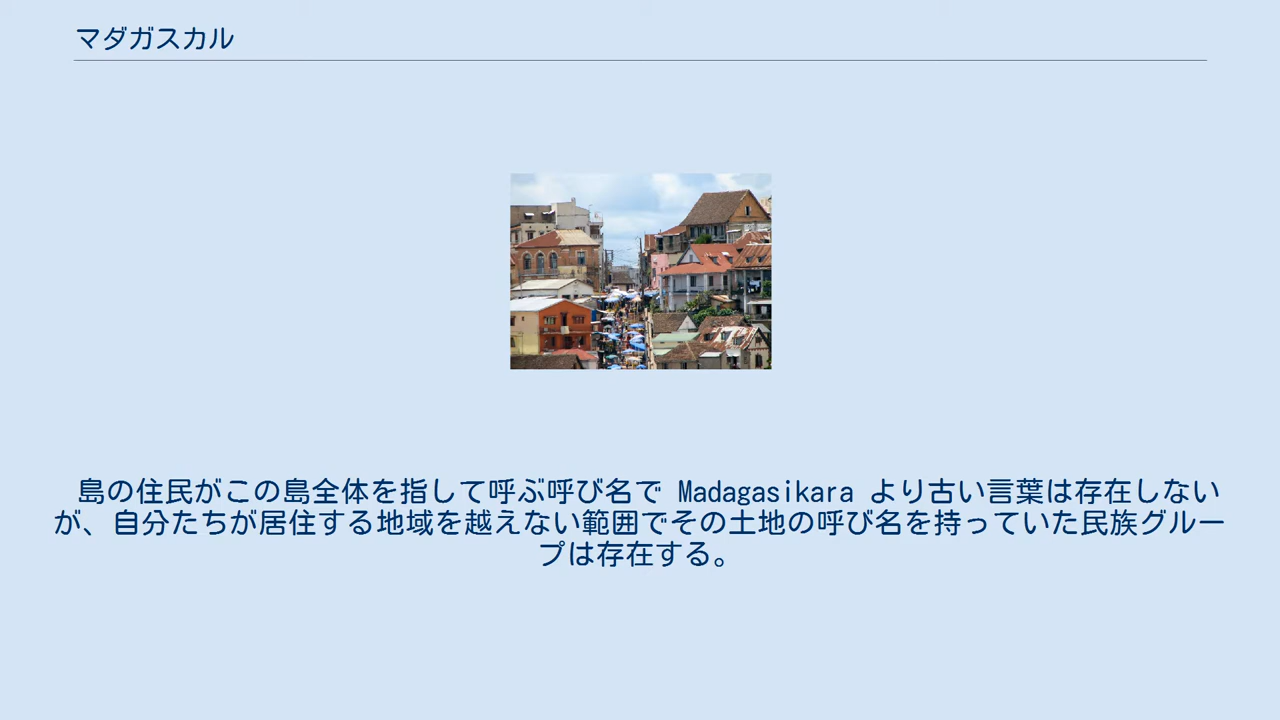 マダガスカル
島の住民がこの島全体を指して呼ぶ呼び名で Madagasikara より古い言葉は存在しない
が、自分たちが居住する地域を越えない範囲でその土地の呼び名を持っていた民族グルー
プは存在する。